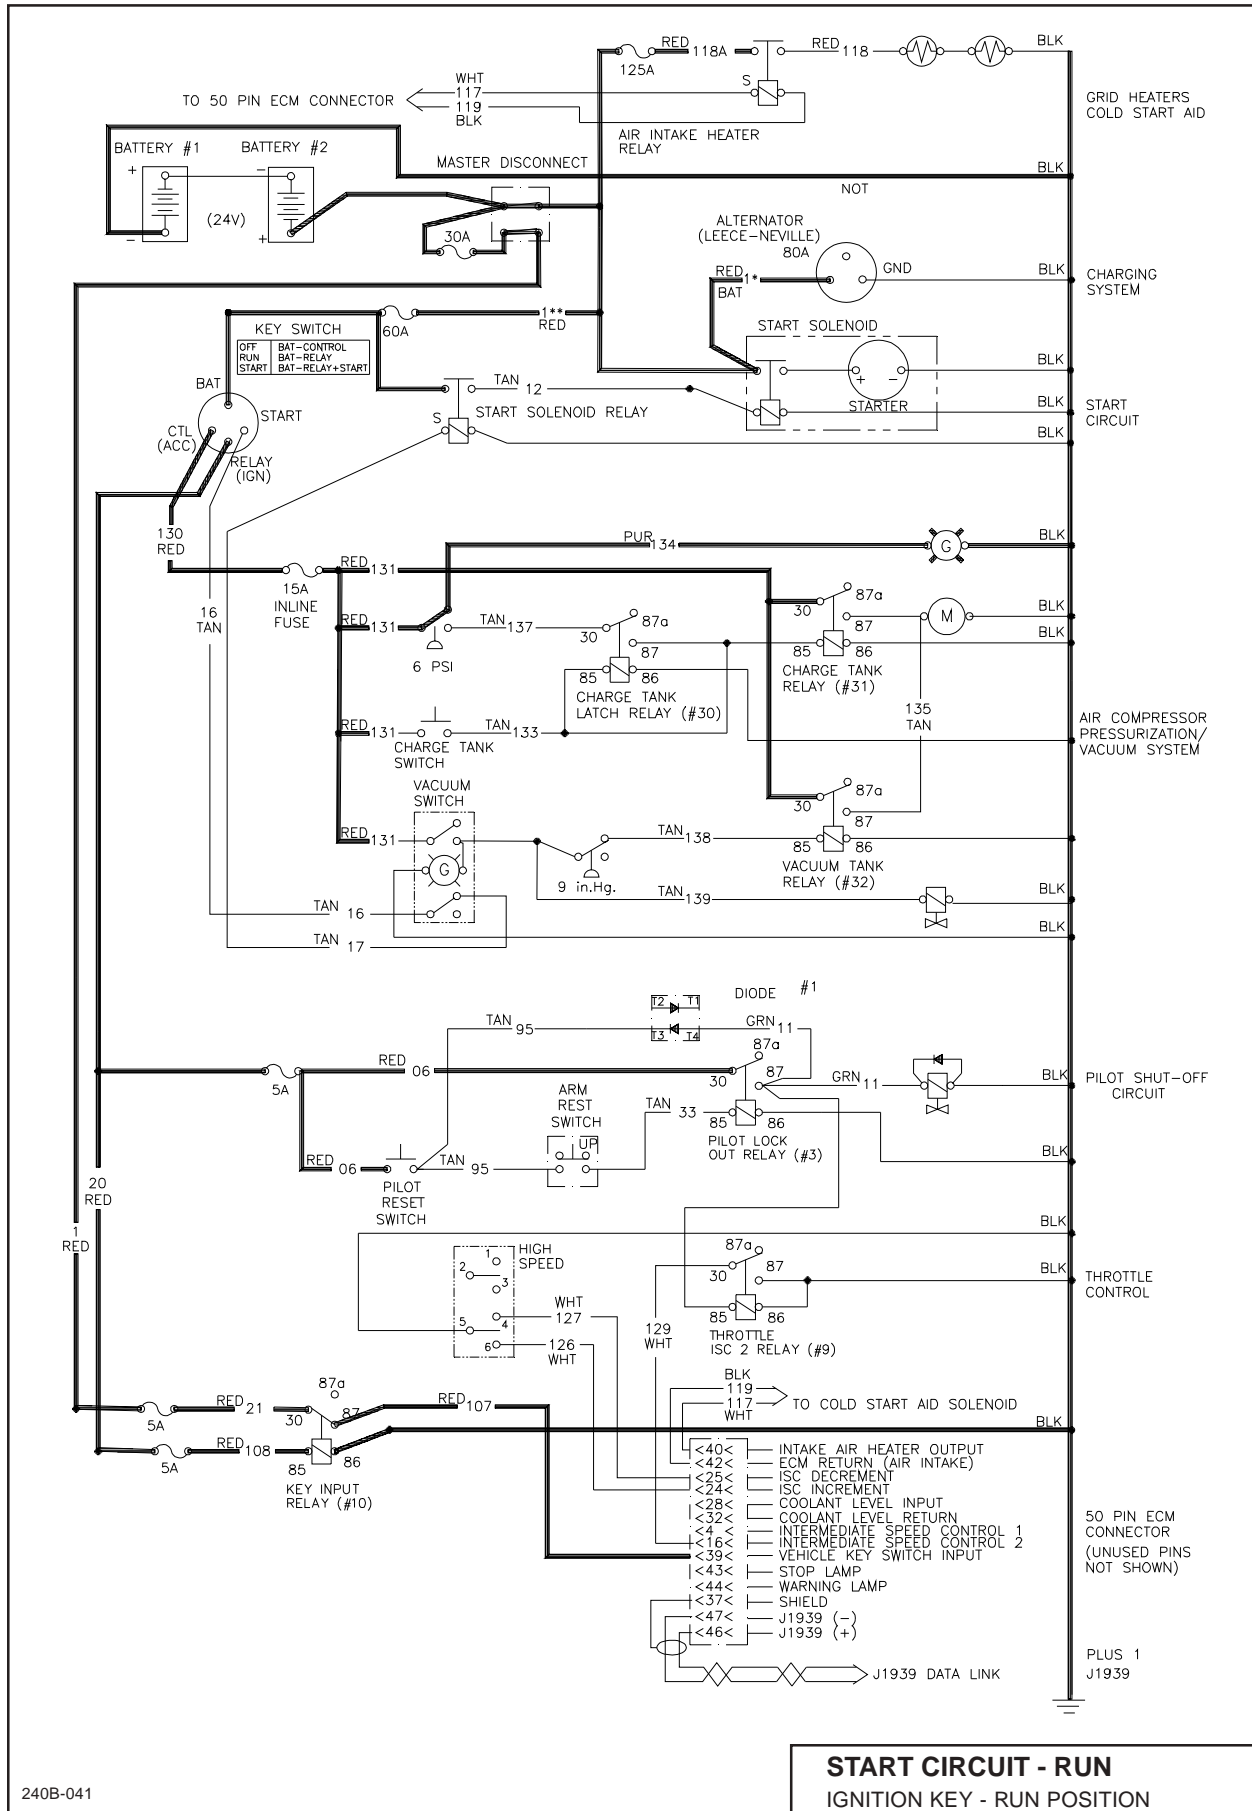 RED 118A
RED 118
BLK
125A
S
WHT
117
TO 50 PIN ECM CONNECTOR
119
BLK
GRID HEATERS
COLD START AID
AIR INTAKE HEATER
RELAY
BATTERY #1
BATTERY #2
MASTER DISCONNECT
BLK
+
-
(24V)
-
+
NOT
30A
ALTERNATOR
(LEECE-NEVILLE)
80A
GND
BLK
RED 1*
BAT
CHARGING
SYSTEM
1**
RED
60A
KEY SWITCH
OFF BAT-CONTROL
RUN BAT-RELAY
START BAT-RELAY+START
START SOLENOID
BLK
+ -
STARTER
BAT
TAN 12
START
S
START SOLENOID RELAY
BLK
BLK
START
CIRCUIT
CTL
(ACC)
RELAY
(IGN)
130
RED
PUR 134
G
BLK
RED 131
15A
INLINE
FUSE
16
TAN
RED 131
6 PSI
TAN 137
30
87a
87
85
86
CHARGE TANK
LATCH RELAY (#30)
30
87a
87
85
86
CHARGE TANK
RELAY (#31)
M
BLK
BLK
135
TAN
RED 131
CHARGE TANK
SWITCH
TAN 133
AIR COMPRESSOR
PRESSURIZATION/
VACUUM SYSTEM
VACUUM
SWITCH
30
87a
87
RED 131
G
9 in.Hg.
TAN 138
85
86
VACUUM TANK
RELAY (#32)
BLK
TAN 139
BLK
TAN 16
TAN 17
BLK
DIODE #1
T2 T1
T3 T4
TAN 95
GRN 11
87a
5A
RED 06
30
87
GRN 11
BLK
PILOT SHUT-OFF
CIRCUIT
ARM
REST
SWITCH
UP
TAN 33
85
86
PILOT LOCK
OUT RELAY (#3)
BLK
RED 06
TAN 95
PILOT
RESET
SWITCH
20
RED
1
RED
BLK
HIGH
SPEED
1
2
3
5
4
6
87a
30
87
BLK
THROTTLE
CONTROL
WHT
127
126
WHT
129
WHT
85
86
THROTTLE
ISC 2 RELAY (#9)
BLK
119
117
WHT
TO COLD START AID SOLENOID
BLK
87a
5A
RED 21
30
87
RED 107
5A
RED 108
85
86
KEY INPUT
RELAY (#10)
<40< INTAKE AIR HEATER OUTPUT
<42< ECM RETURN (AIR INTAKE)
<25< ISC DECREMENT
<24< ISC INCREMENT
<28< COOLANT LEVEL INPUT
<32< COOLANT LEVEL RETURN
<4 < INTERMEDIATE SPEED CONTROL 1
<16< INTERMEDIATE SPEED CONTROL 2
<39< VEHICLE KEY SWITCH INPUT
<43< STOP LAMP
<44< WARNING LAMP
<37< SHIELD
<47< J1939 (-)
<46< J1939 (+)
50 PIN ECM
CONNECTOR
(UNUSED PINS
NOT SHOWN)
J1939 DATA LINK
PLUS 1
J1939
START CIRCUIT - RUN
IGNITION KEY - RUN POSITION
240B-041